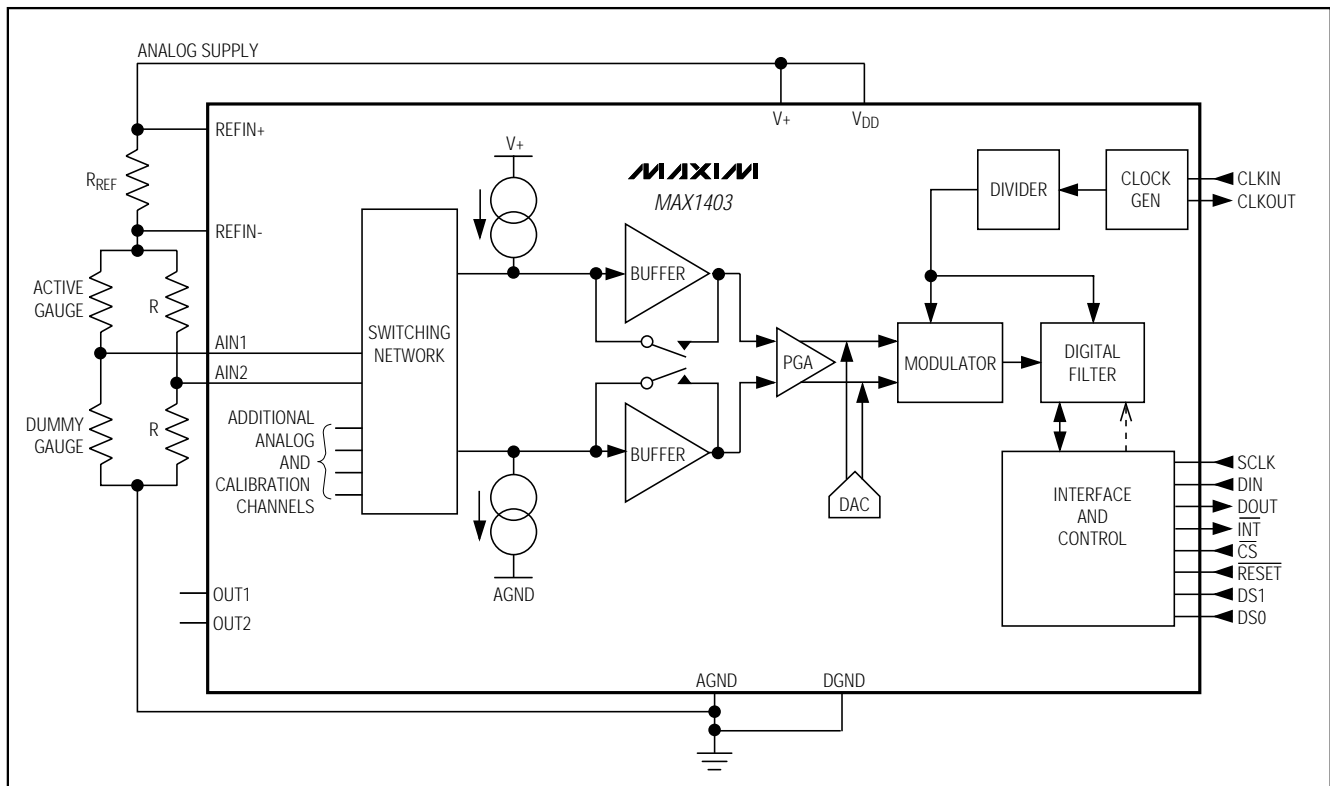 ANALOG SUPPLY
V+
VDD
REFIN+
RREF
REFIN-
ACTIVE
GAUGE
R
AIN1
AIN2
DUMMY
GAUGE
R
ADDITIONAL
ANALOG
AND
CALIBRATION
CHANNELS
OUT1
OUT2
SWITCHING
NETWORK
V+
AGND
MAXIM
MAX1403
BUFFER
BUFFER
PGA
DAC
DIVIDER
CLOCK
GEN
CLKIN
CLKOUT
MODULATOR
DIGITAL
FILTER
INTERFACE
AND
CONTROL
SCLK
DIN
DOUT
INT
CS
RESET
DS1
DS0
AGND
DGND